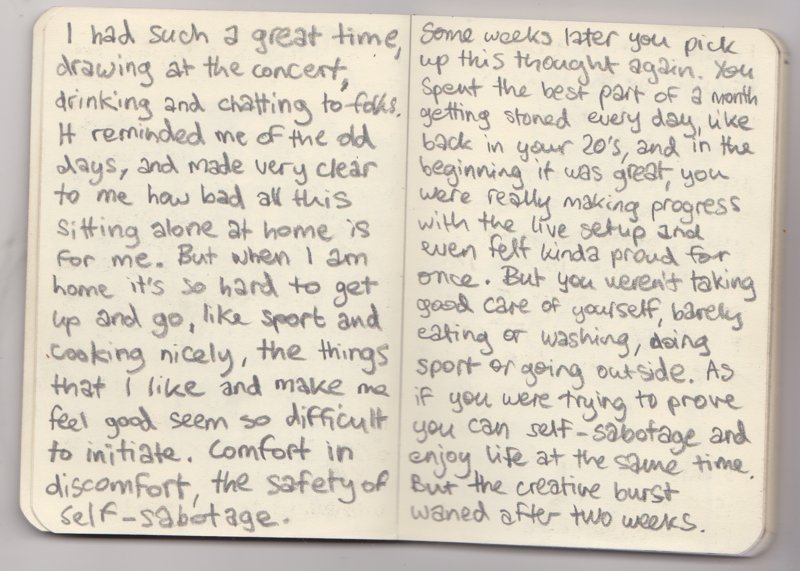 I had such a great time,
drawing at the concert,
drinking and chatting to folks.
It reminded me of the old
days, and made very clear
to me how bad all this
sitting alone at home is
for me. But when I am
home it's so hard to get
up and go, like sport and
cooking nicely, the things
that I like and make me
feel good seem so difficult
to initiate. Comfort in
discomfort, the safety of
self-sabotage.
Some weeks later you pick
up this thought again. You
spent the best part of a month
getting stoned every day, like
back in your 20's, and in the
beginning it was great, you
were really making progress
with the live setup and
even felt kinda proud for
once. But you weren't taking
good care of yourself, barely
eating or washing, doing
sport or going outside. As
if you were trying to prove
you can self-sabotage and
enjoy life at the same time.
But the creative burst
waned after two weeks.